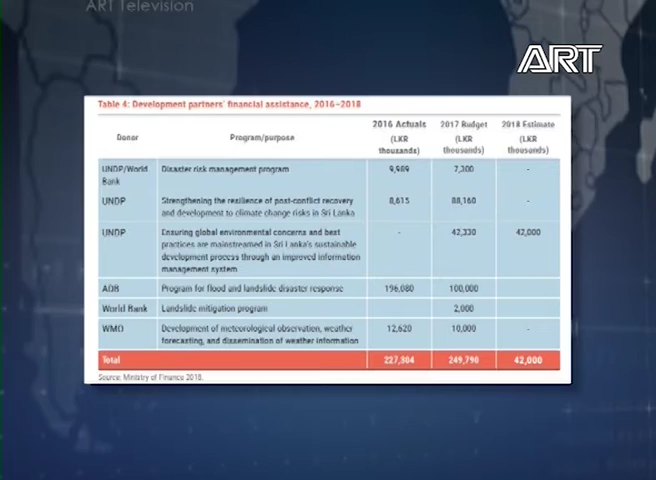 ART Television
ART
Table 4: Development partners' financial assistance, 2016–2018
Donor Program/purpose 2016 Actuals (LKR thousands) 2017 Budget (LKR thousands) 2018 Estimate (LKR thousands)
UNDP/World Bank Disaster risk management program 9,989 7,300 -
UNDP Strengthening the resilience of post-conflict recovery and development to climate change risks in Sri Lanka 8,615 88,160 -
UNDP Ensuring global environmental concerns and best practices are mainstreamed in Sri Lanka's sustainable development process through an improved information management system - 42,330 42,000
ADB Program for flood and landslide disaster response 196,080 100,000
World Bank Landslide mitigation program 2,000
WMO Development of meteorological observation, weather forecasting, and dissemination of weather information 12,620 10,000 -
Total 227,304 249,790 42,000
Source: Ministry of Finance 2018.